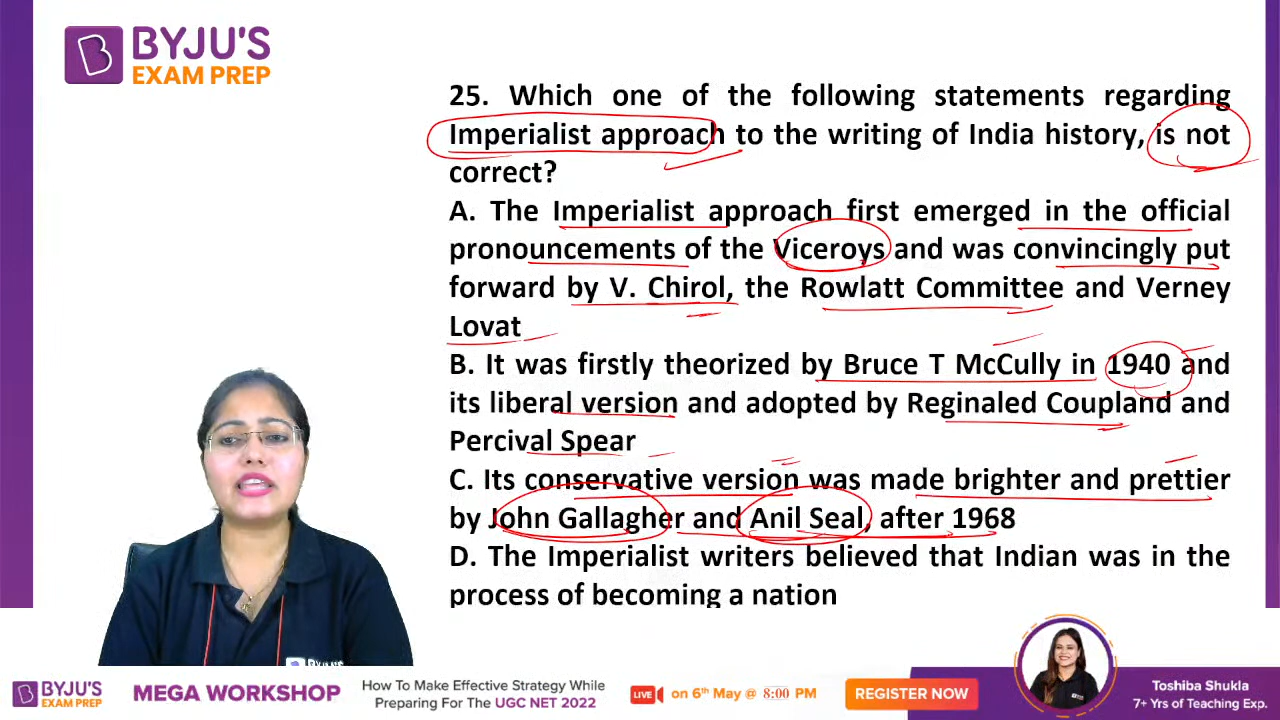 BYJU'S
EXAM PREP
25. Which one of the following statements regarding
Imperialist approach to the writing of India history, is not
correct?
A. The Imperialist approach first emerged in the official
pronouncements of the Viceroys and was convincingly put
forward by V. Chirol, the Rowlatt Committee and Verney
Lovat
B. It was firstly theorized by Bruce T McCully in 1940 and
its liberal version and adopted by Reginaled Coupland and
Percival Spear
C. Its conservative version was made brighter and prettier
by John Gallagher and Anil Seal, after 1968
D. The Imperialist writers believed that Indian was in the
process of becoming a nation
BYJU'S
BYJU'S
EXAM PREP
MEGA WORKSHOP
How To Make Effective Strategy While
Preparing For The UGC NET 2022
LIVE on 6th May @ 8:00 PM
REGISTER NOW
Toshiba Shukla
7+ Yrs of Teaching Exp.